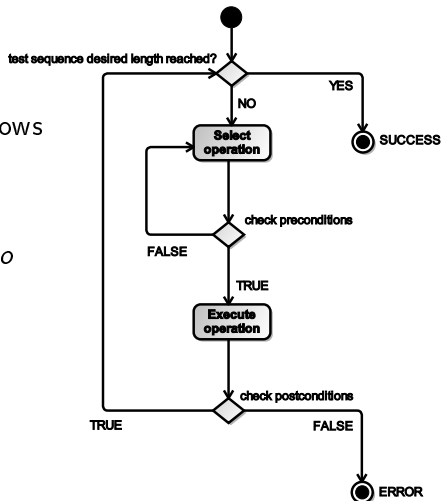 test sequence desired length reached?
YES
NO
ows
Select
operation
SUCCESS
check preconditions
FALSE
o
TRUE
Execute
operation
check postconditions
TRUE
FALSE
ERROR